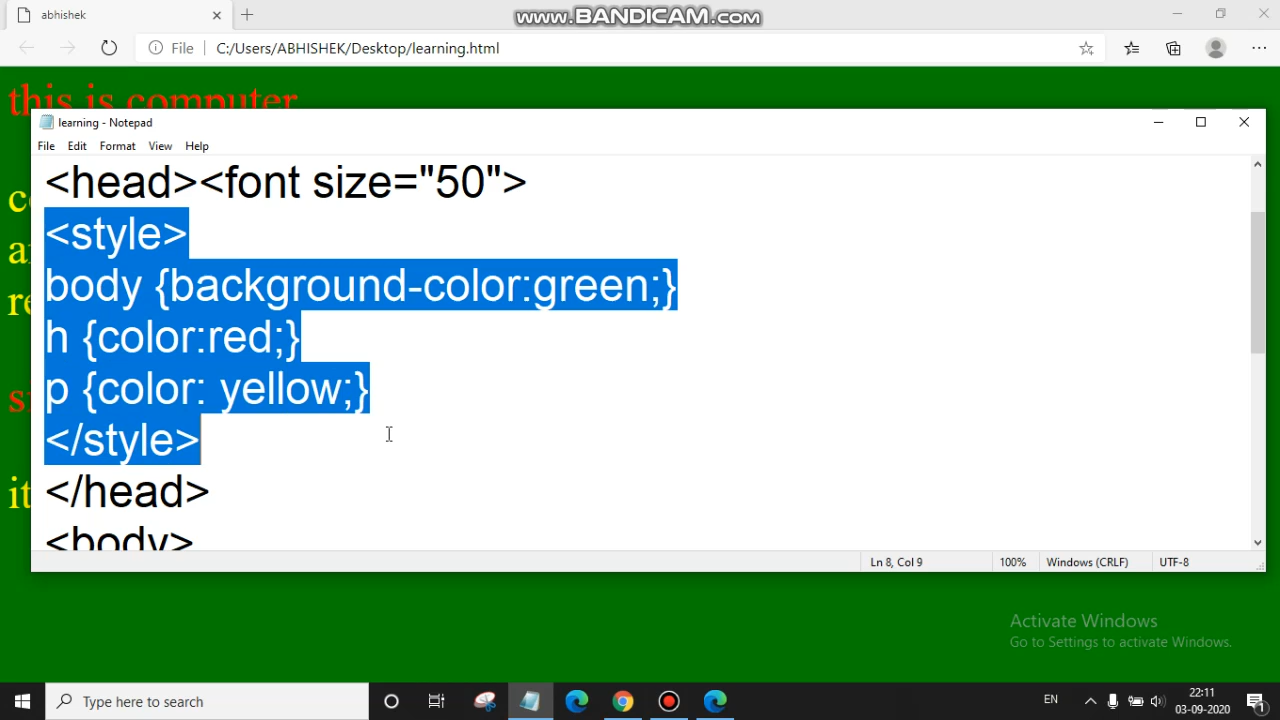 abhishek
www.BANDICAM.com
File
C:/Users/ABHISHEK/Desktop/learning.html
this is computer
learning - Notepad
File Edit Format View Help
<head><font size="50">
<style>
body {background-color:green;}
h {color:red;}
p {color: yellow;}
</style>
</head>
<body>
Ln 8, Col 9
100%
Windows (CRLF)
UTF-8
Activate Windows
Go to Settings to activate Windows.
Type here to search
EN
22:11
03-09-2020
1